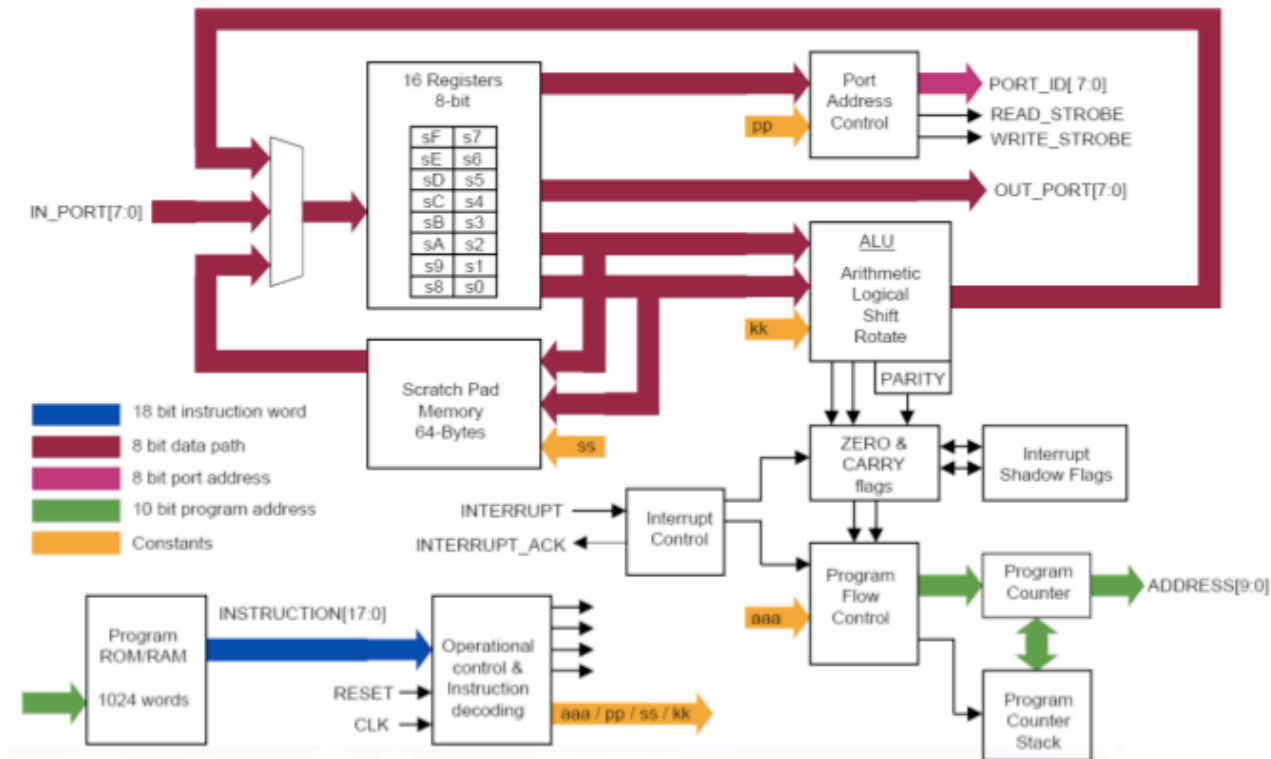 16 Registers
8-bit
sF s7
sE s6
sD s5
sC s4
sB s3
sA s2
s9 s1
s8 s0
Port
Address
Control
pp
PORT_ID[ 7:0]
READ_STROBE
WRITE_STROBE
OUT_PORT[7:0]
IN_PORT[7:0]
ALU
Arithmetic
Logical
Shift
Rotate
kk
PARITY
Scratch Pad
Memory
64-Bytes
ss
18 bit instruction word
8 bit data path
8 bit port address
10 bit program address
Constants
ZERO &
CARRY
flags
Interrupt
Shadow Flags
INTERRUPT
INTERRUPT_ACK
Interrupt
Control
Program
Flow
Control
aaa
Program
Counter
ADDRESS[9:0]
Program
Counter
Stack
Program
ROM/RAM
1024 words
INSTRUCTION[17:0]
RESET
CLK
Operational
control &
Instruction
decoding
aaa / pp / ss / kk